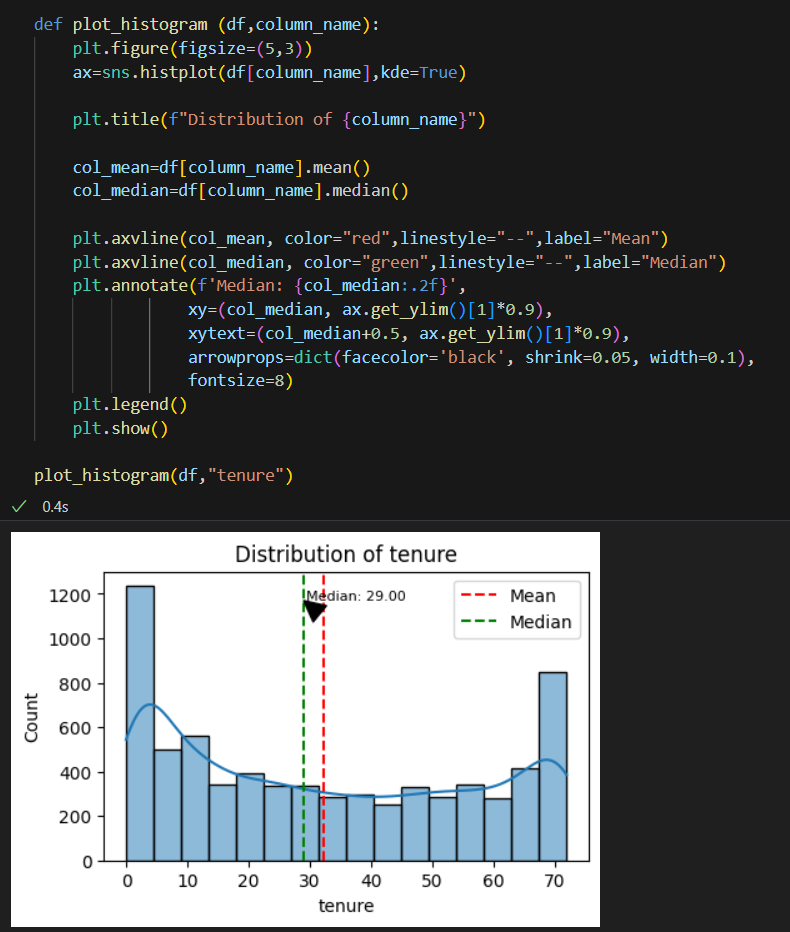 def plot_histogram (df,column_name):
    plt.figure(figsize=(5,3))
    ax=sns.histplot(df[column_name],kde=True)
    plt.title(f"Distribution of {column_name}")
    col_mean=df[column_name].mean()
    col_median=df[column_name].median()
    plt.axvline(col_mean, color="red",linestyle="--",label="Mean")
    plt.axvline(col_median, color="green",linestyle="--",label="Median")
    plt.annotate(f'Median: {col_median:.2f}',
                xy=(col_median, ax.get_ylim()[1]*0.9),
                xytext=(col_median+0.5, ax.get_ylim()[1]*0.9),
                arrowprops=dict(facecolor='black', shrink=0.05, width=0.1),
                fontsize=8)
    plt.legend()
    plt.show()
plot_histogram(df,"tenure")
0.4s
Distribution of tenure
Median: 29.00
Mean
Median
1200
1000
800
600
400
200
0
Count
0 10 20 30 40 50 60 70
tenure